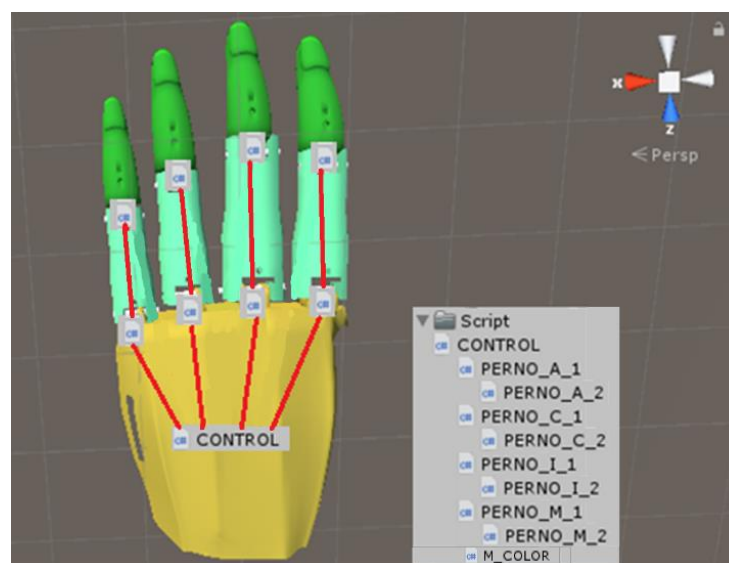 x
z
Persp
Script
CONTROL
PERNO_A_1
PERNO_A_2
PERNO_C_1
PERNO_C_2
PERNO_I_1
PERNO_I_2
PERNO_M_1
PERNO_M_2
M_COLOR
CONTROL